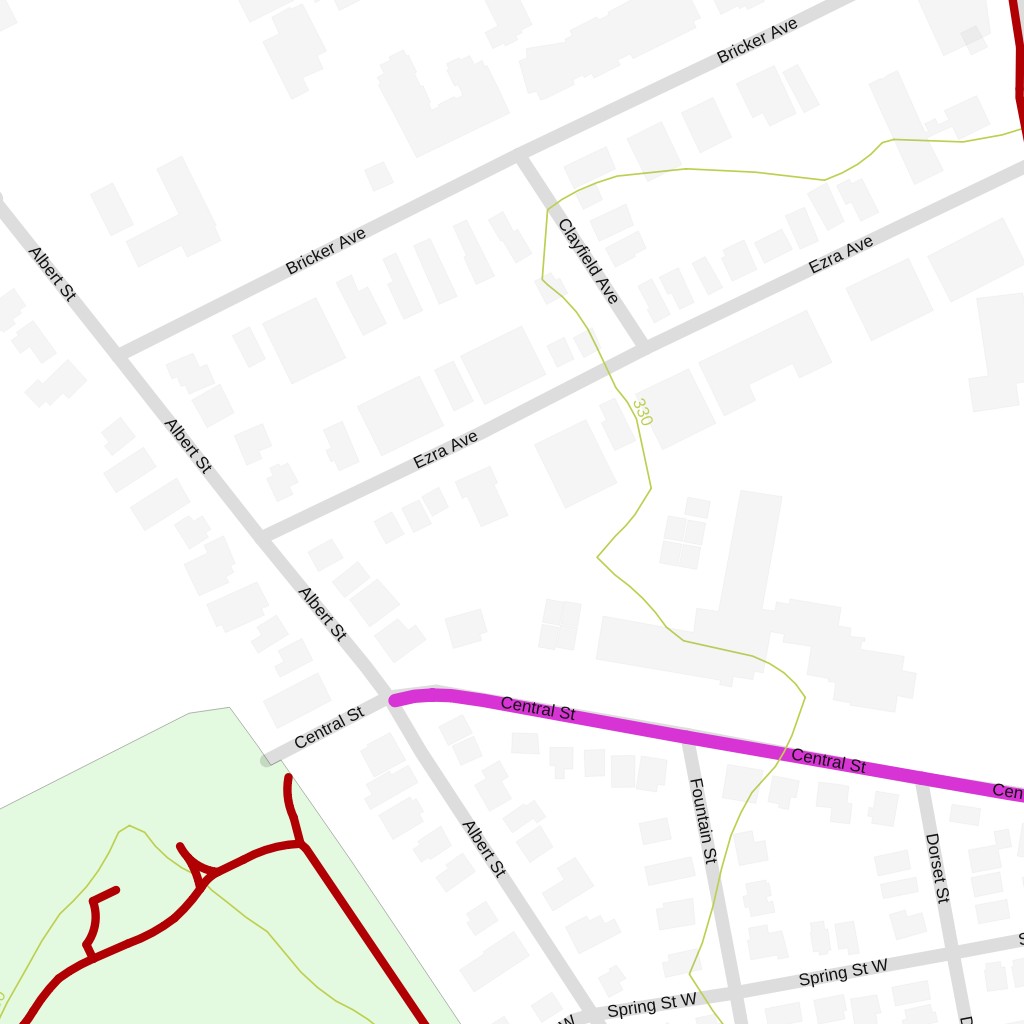 Bricker Ave
Bricker Ave
Clayfield Ave
Ezra Ave
Albert St
330
Albert St
Ezra Ave
Albert St
Central St
Central St
Central St
Cen
Fountain St
Albert St
Dorset St
Spring St W
Spring St W
S
W
D